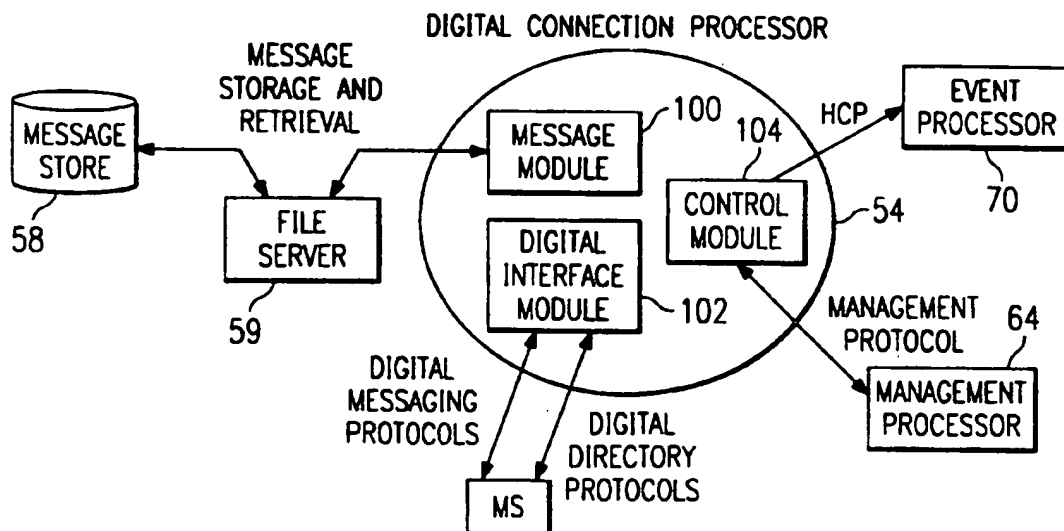 DIGITAL CONNECTION PROCESSOR
MESSAGE
STORAGE AND
RETRIEVAL
MESSAGE
STORE
58
FILE
SERVER
59
MESSAGE
MODULE
100
DIGITAL
INTERFACE
MODULE
102
104
CONTROL
MODULE
HCP
EVENT
PROCESSOR
70
54
MANAGEMENT
PROTOCOL
64
MANAGEMENT
PROCESSOR
DIGITAL
MESSAGING
PROTOCOLS
DIGITAL
DIRECTORY
PROTOCOLS
MS